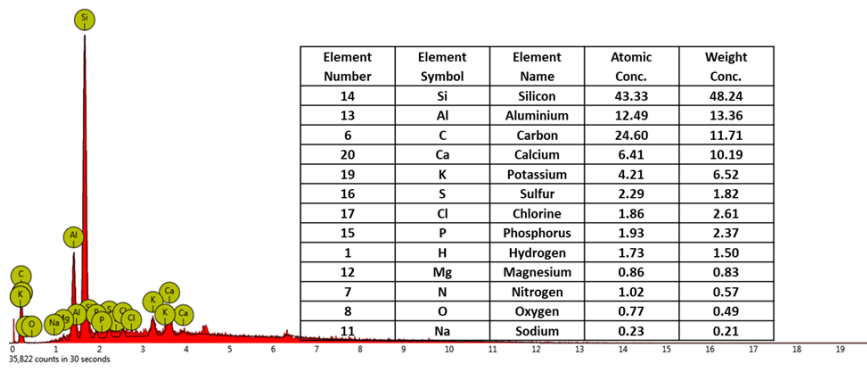 Si
Al
C
K
O
Na
Mg
Al
S
P
P
S
Cl
Cl
K
K
Ca
Ca
Element Number Element Symbol Element Name Atomic Conc. Weight Conc.
14 Si Silicon 43.33 48.24
13 Al Aluminium 12.49 13.36
6 C Carbon 24.60 11.71
20 Ca Calcium 6.41 10.19
19 K Potassium 4.21 6.52
16 S Sulfur 2.29 1.82
17 Cl Chlorine 1.86 2.61
15 P Phosphorus 1.93 2.37
1 H Hydrogen 1.73 1.50
12 Mg Magnesium 0.86 0.83
7 N Nitrogen 1.02 0.57
8 O Oxygen 0.77 0.49
11 Na Sodium 0.23 0.21
0 1 2 3 4 5 6 7 8 9 10 11 12 13 14 15 16 17 18 19
35,822 counts in 30 seconds